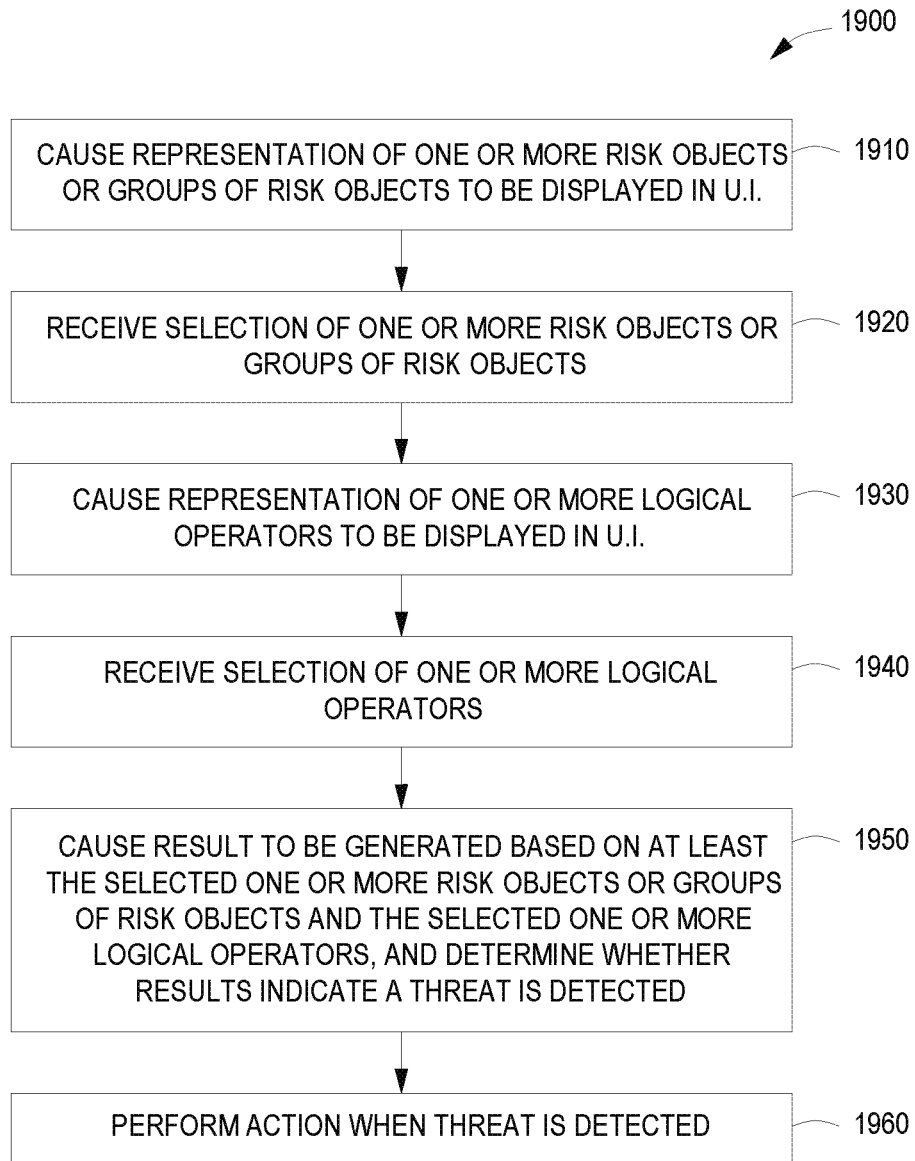 1900
CAUSE REPRESENTATION OF ONE OR MORE RISK OBJECTS
OR GROUPS OF RISK OBJECTS TO BE DISPLAYED IN U.I.
1910
RECEIVE SELECTION OF ONE OR MORE RISK OBJECTS OR
GROUPS OF RISK OBJECTS
1920
CAUSE REPRESENTATION OF ONE OR MORE LOGICAL
OPERATORS TO BE DISPLAYED IN U.I.
1930
RECEIVE SELECTION OF ONE OR MORE LOGICAL
OPERATORS
1940
CAUSE RESULT TO BE GENERATED BASED ON AT LEAST
THE SELECTED ONE OR MORE RISK OBJECTS OR GROUPS
OF RISK OBJECTS AND THE SELECTED ONE OR MORE
LOGICAL OPERATORS, AND DETERMINE WHETHER
RESULTS INDICATE A THREAT IS DETECTED
1950
PERFORM ACTION WHEN THREAT IS DETECTED
1960